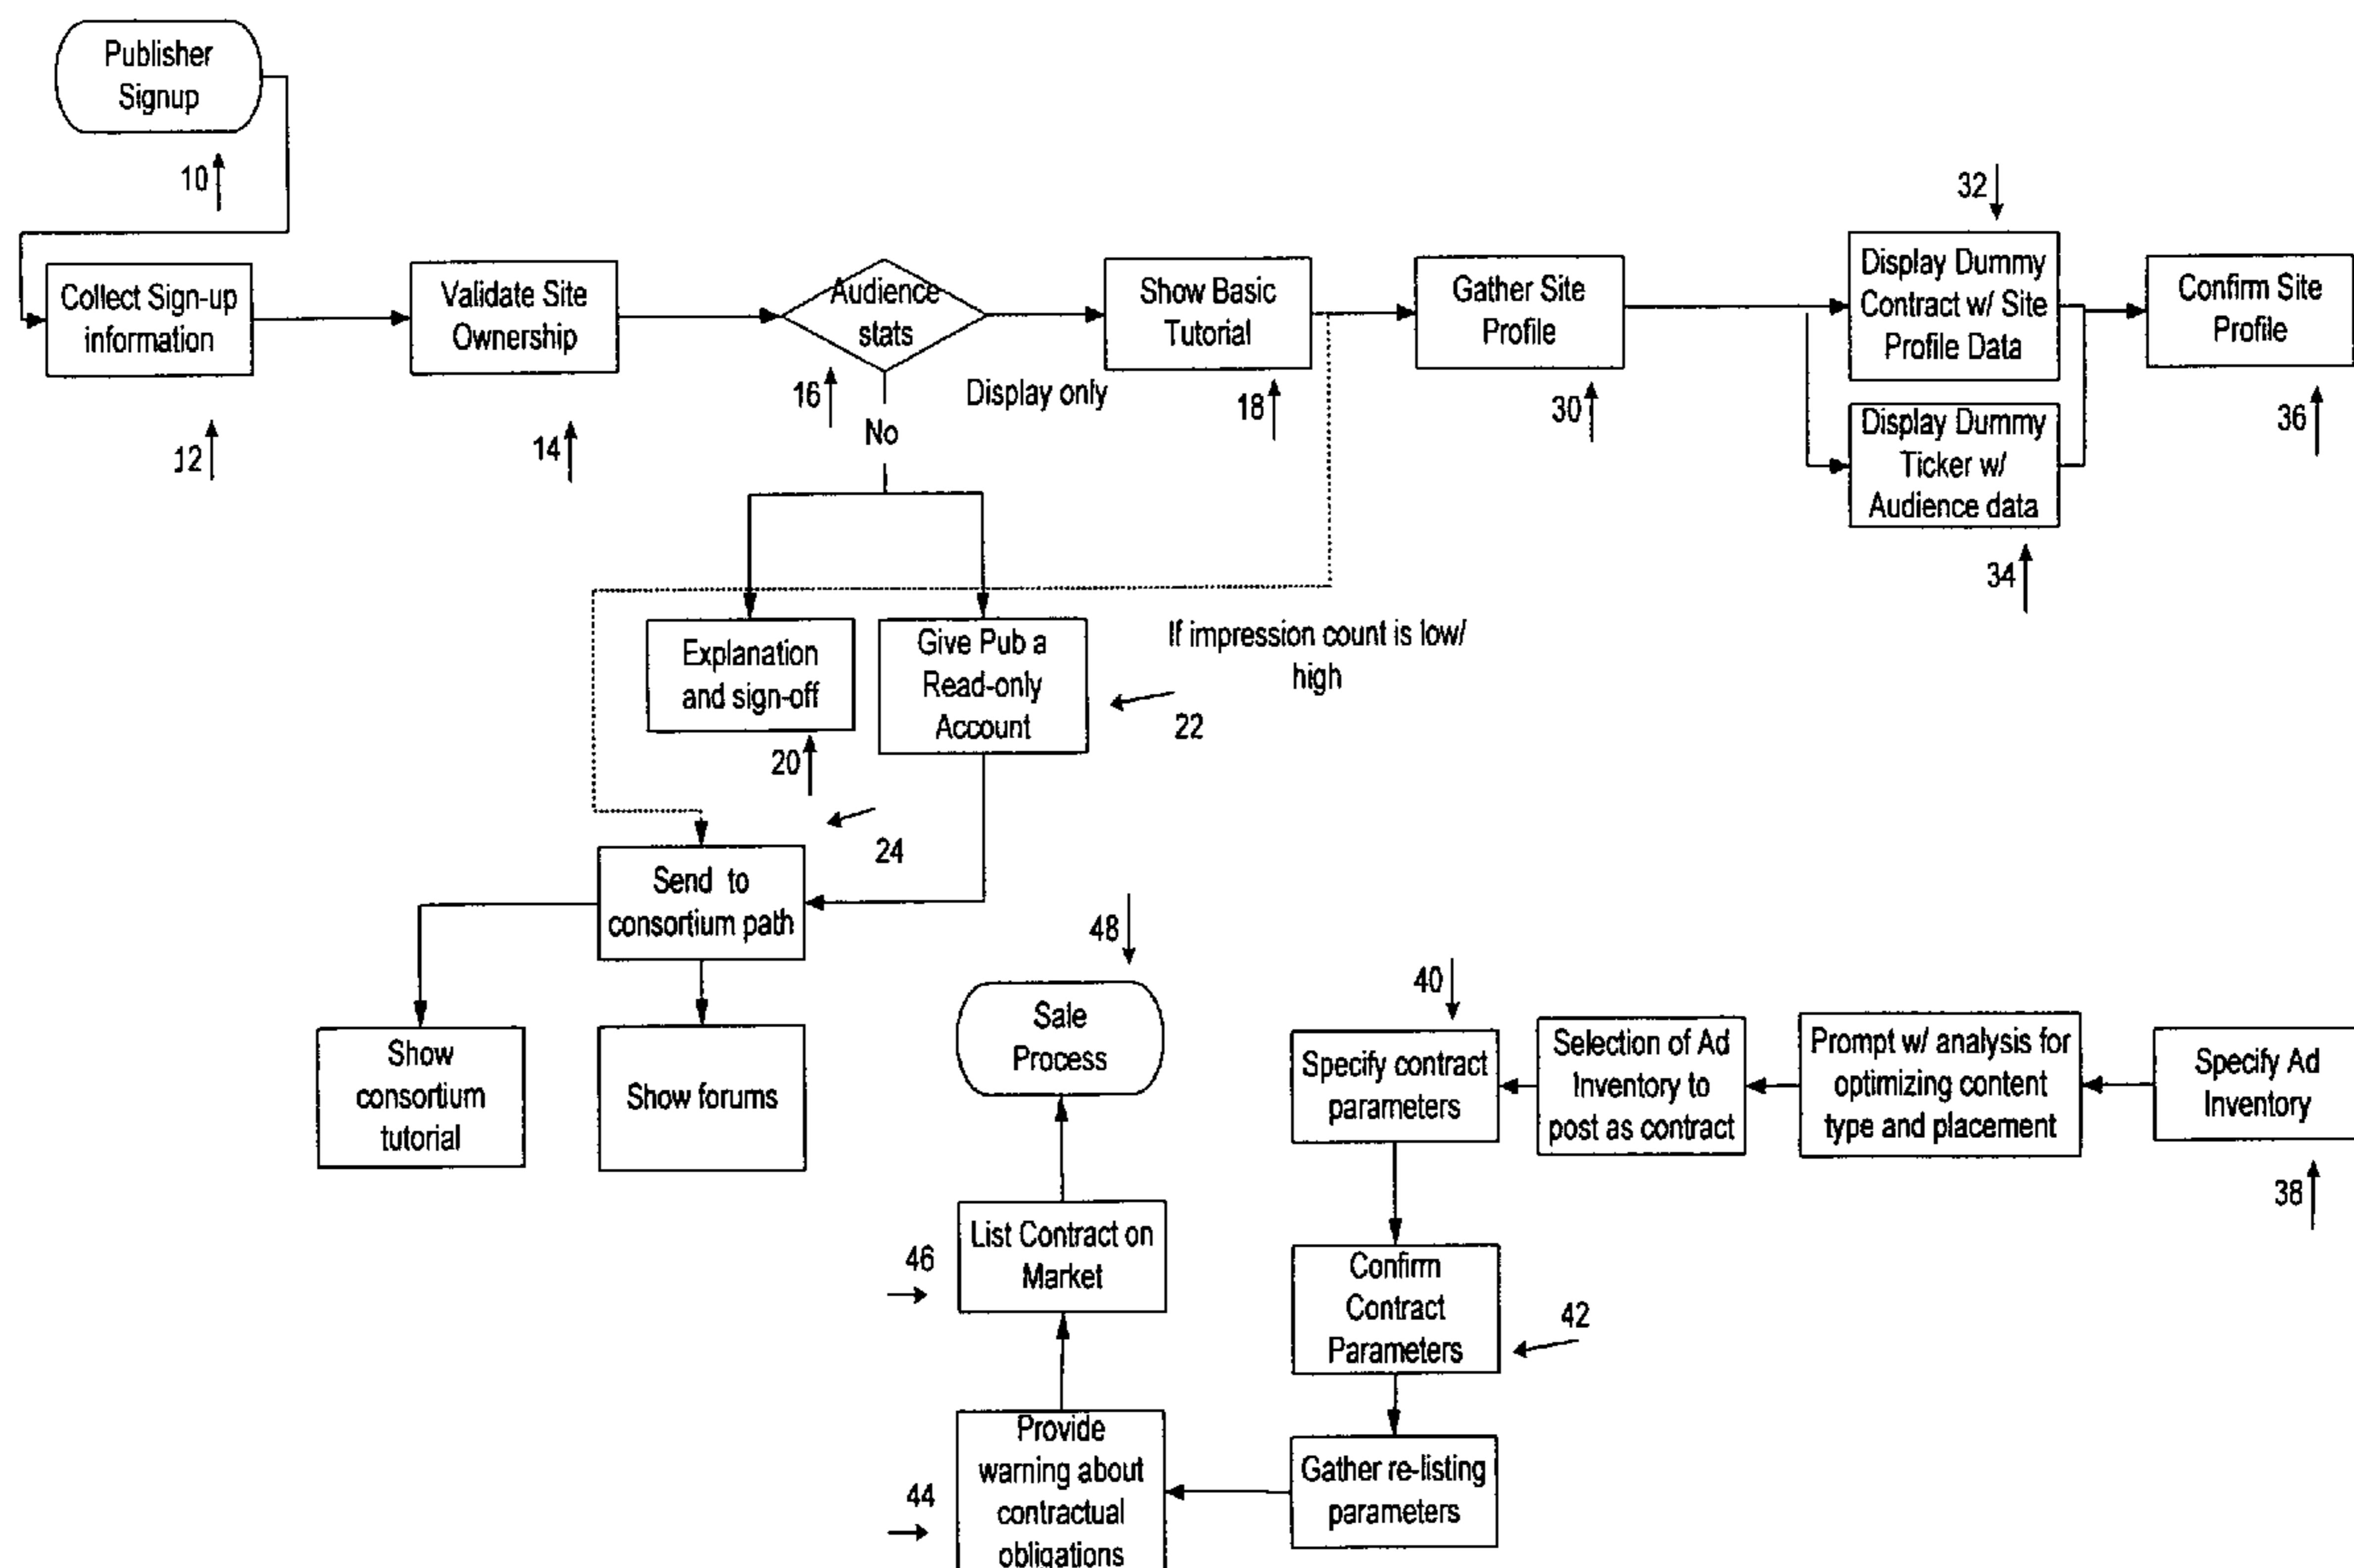 Publisher
Signup
10
Collect Sign-up
information
12
Validate Site
Ownership
14
Audience
stats
16
No
Display only
Show Basic
Tutorial
18
Gather Site
Profile
30
32
Display Dummy
Contract w/ Site
Profile Data
Display Dummy
Ticker w/
Audience data
34
Confirm Site
Profile
36
Explanation
and sign-off
20
Give Pub a
Read-only
Account
If impression count is low/
high
22
24
Send to
consortium path
Show
consortium
tutorial
Show forums
48
Sale
Process
40
Specify contract
parameters
Selection of Ad
Inventory to
post as contract
Prompt w/ analysis for
optimizing content
type and placement
Specify Ad
Inventory
38
46
List Contract on
Market
Confirm
Contract
Parameters
42
44
Provide
warning about
contractual
obligations
Gather re-listing
parameters